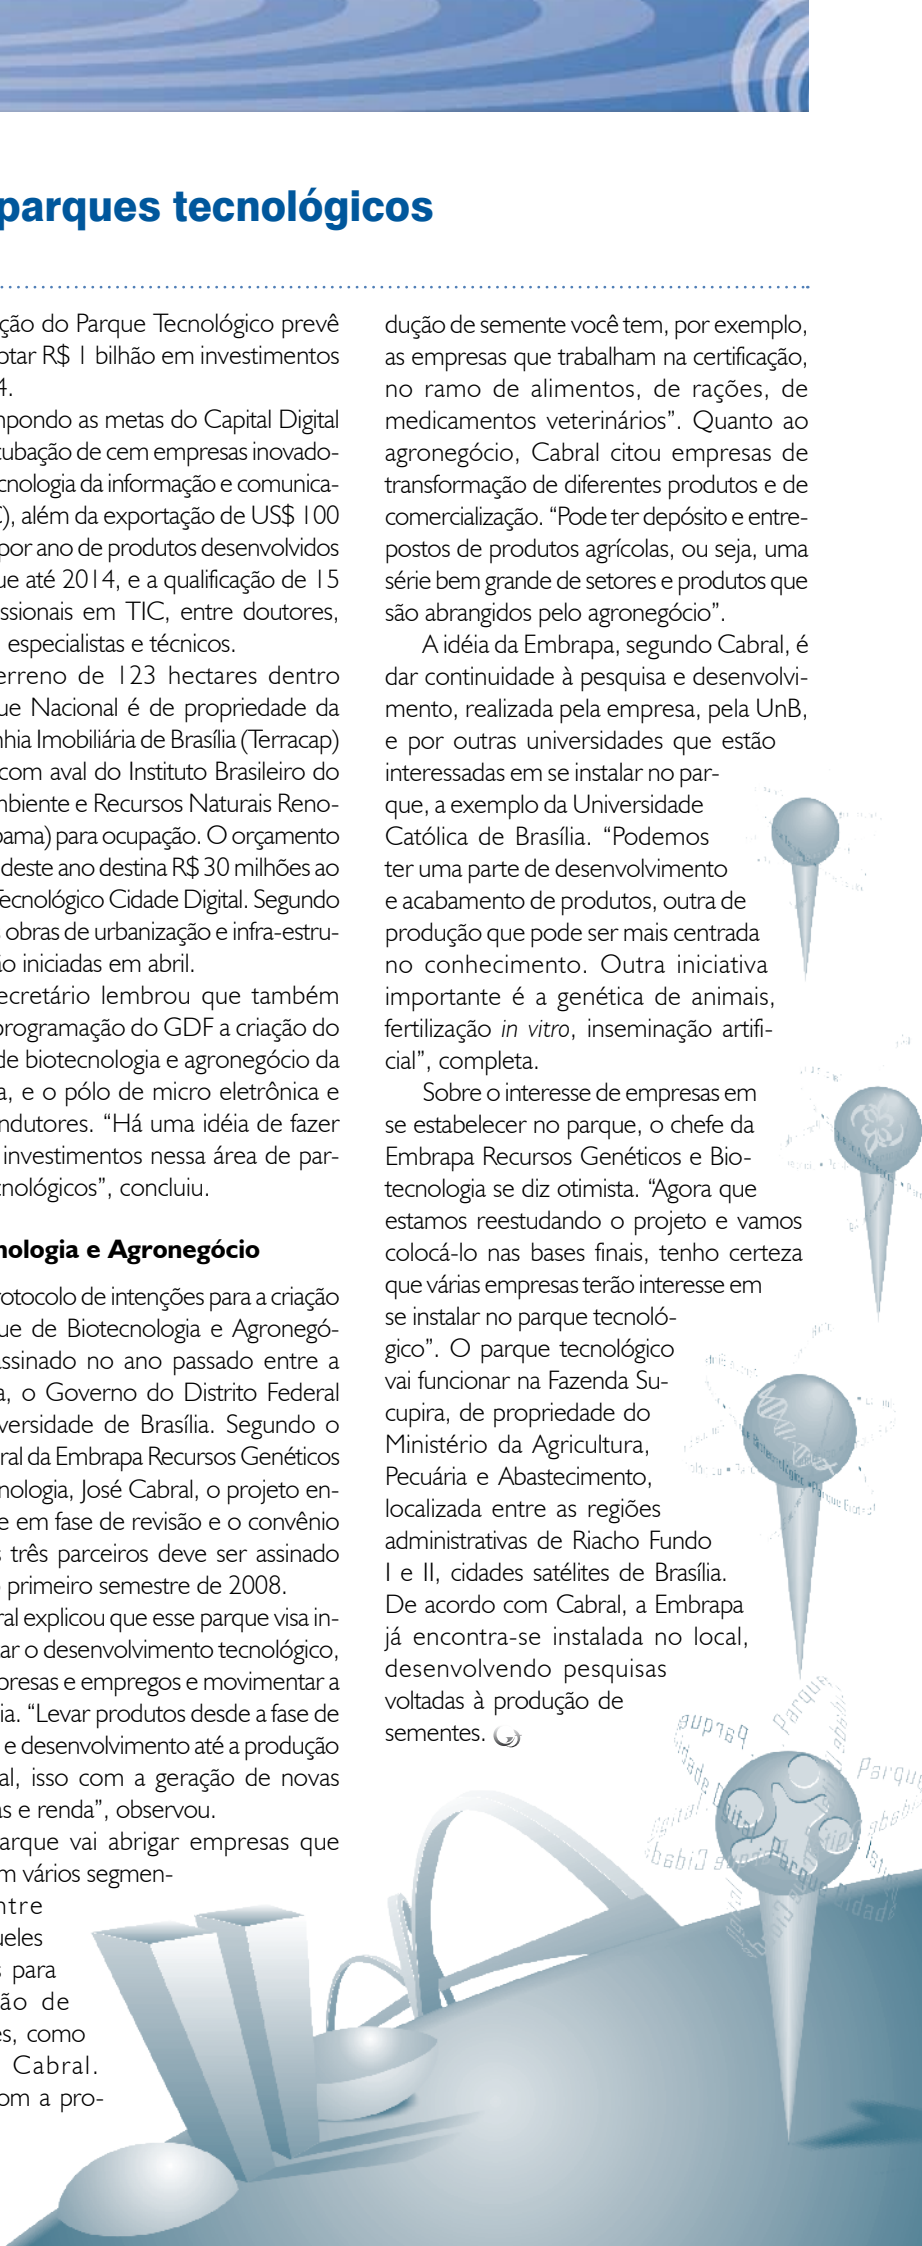 parques tecnológicos
ção do Parque Tecnológico prevê
ptar R$ 1 bilhão em investimentos
4.
mpondo as metas do Capital Digital
cubação de cem empresas inovado-
cnologia da informação e comunica-
C), além da exportação de US$ 100
por ano de produtos desenvolvidos
ue até 2014, e a qualificação de 15
issionais em TIC, entre doutores,
especialistas e técnicos.
erreno de 123 hectares dentro
ue Nacional é de propriedade da
nhia Imobiliária de Brasília (Terracap)
com aval do Instituto Brasileiro do
mbiente e Recursos Naturais Reno-
bama) para ocupação. O orçamento
deste ano destina R$ 30 milhões ao
Tecnológico Cidade Digital. Segundo
s obras de urbanização e infra-estru-
ão iniciadas em abril.
ecretário lembrou que também
programação do GDF a criação do
de biotecnologia e agronegócio da
a, e o pólo de micro eletrônica e
ndutores. “Há uma idéia de fazer
investimentos nessa área de par-
cnológicos”, concluiu.
nologia e Agronegócio
rotocolo de intenções para a criação
ue de Biotecnologia e Agronegó-
assinado no ano passado entre a
a, o Governo do Distrito Federal
versidade de Brasília. Segundo o
ral da Embrapa Recursos Genéticos
nologia, José Cabral, o projeto en-
e em fase de revisão e o convênio
s três parceiros deve ser assinado
primeiro semestre de 2008.
ral explicou que esse parque visa in-
ar o desenvolvimento tecnológico,
presas e empregos e movimentar a
ia. “Levar produtos desde a fase de
e desenvolvimento até a produção
al, isso com a geração de novas
as e renda”, observou.
arque vai abrigar empresas que
m vários segmen-
ntre
ueles
s para
ão de
es, como
Cabral.
om a pro-
dução de semente você tem, por exemplo,
as empresas que trabalham na certificação,
no ramo de alimentos, de rações, de
medicamentos veterinários”. Quanto ao
agronegócio, Cabral citou empresas de
transformação de diferentes produtos e de
comercialização. “Pode ter depósito e entre-
postos de produtos agrícolas, ou seja, uma
série bem grande de setores e produtos que
são abrangidos pelo agronegócio”.
A idéia da Embrapa, segundo Cabral, é
dar continuidade à pesquisa e desenvolvi-
mento, realizada pela empresa, pela UnB,
e por outras universidades que estão
interessadas em se instalar no par-
que, a exemplo da Universidade
Católica de Brasília. “Podemos
ter uma parte de desenvolvimento
e acabamento de produtos, outra de
produção que pode ser mais centrada
no conhecimento. Outra iniciativa
importante é a genética de animais,
fertilização in vitro, inseminação artifi-
cial”, completa.
Sobre o interesse de empresas em
se estabelecer no parque, o chefe da
Embrapa Recursos Genéticos e Bio-
tecnologia se diz otimista. “Agora que
estamos reestudando o projeto e vamos
colocá-lo nas bases finais, tenho certeza
que várias empresas terão interesse em
se instalar no parque tecnoló-
gico”. O parque tecnológico
vai funcionar na Fazenda Su-
cupira, de propriedade do
Ministério da Agricultura,
Pecuária e Abastecimento,
localizada entre as regiões
administrativas de Riacho Fundo
I e II, cidades satélites de Brasília.
De acordo com Cabral, a Embrapa
já encontra-se instalada no local,
desenvolvendo pesquisas
voltadas à produção de
sementes.
Parque
Parque